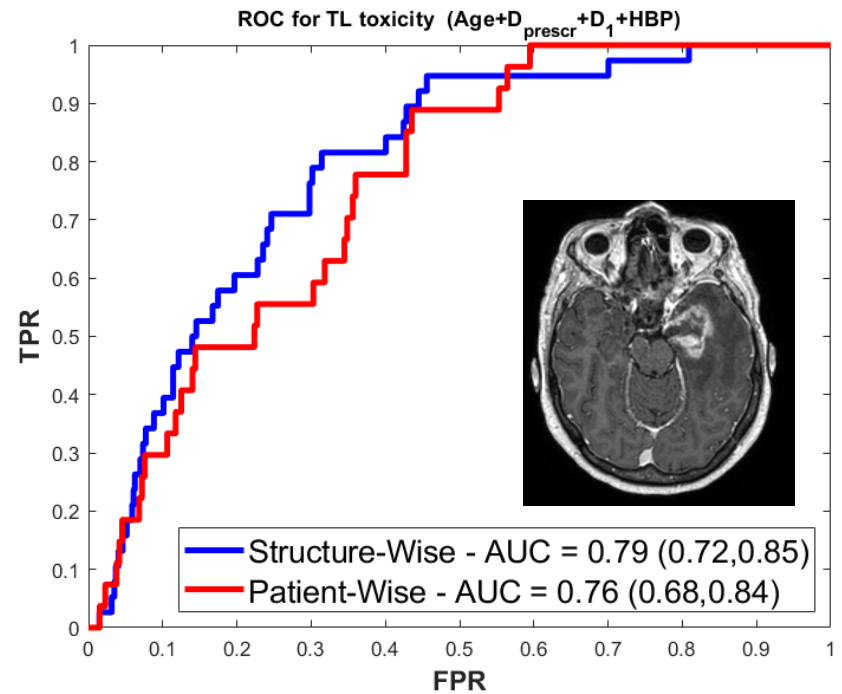 ROC for TL toxicity (Age+D_prescr+D_1+HBP)
1
0.9
0.8
0.7
0.6
0.5
0.4
0.3
0.2
0.1
0
TPR
Structure-Wise - AUC = 0.79 (0.72,0.85)
Patient-Wise - AUC = 0.76 (0.68,0.84)
0 0.1 0.2 0.3 0.4 0.5 0.6 0.7 0.8 0.9 1
FPR